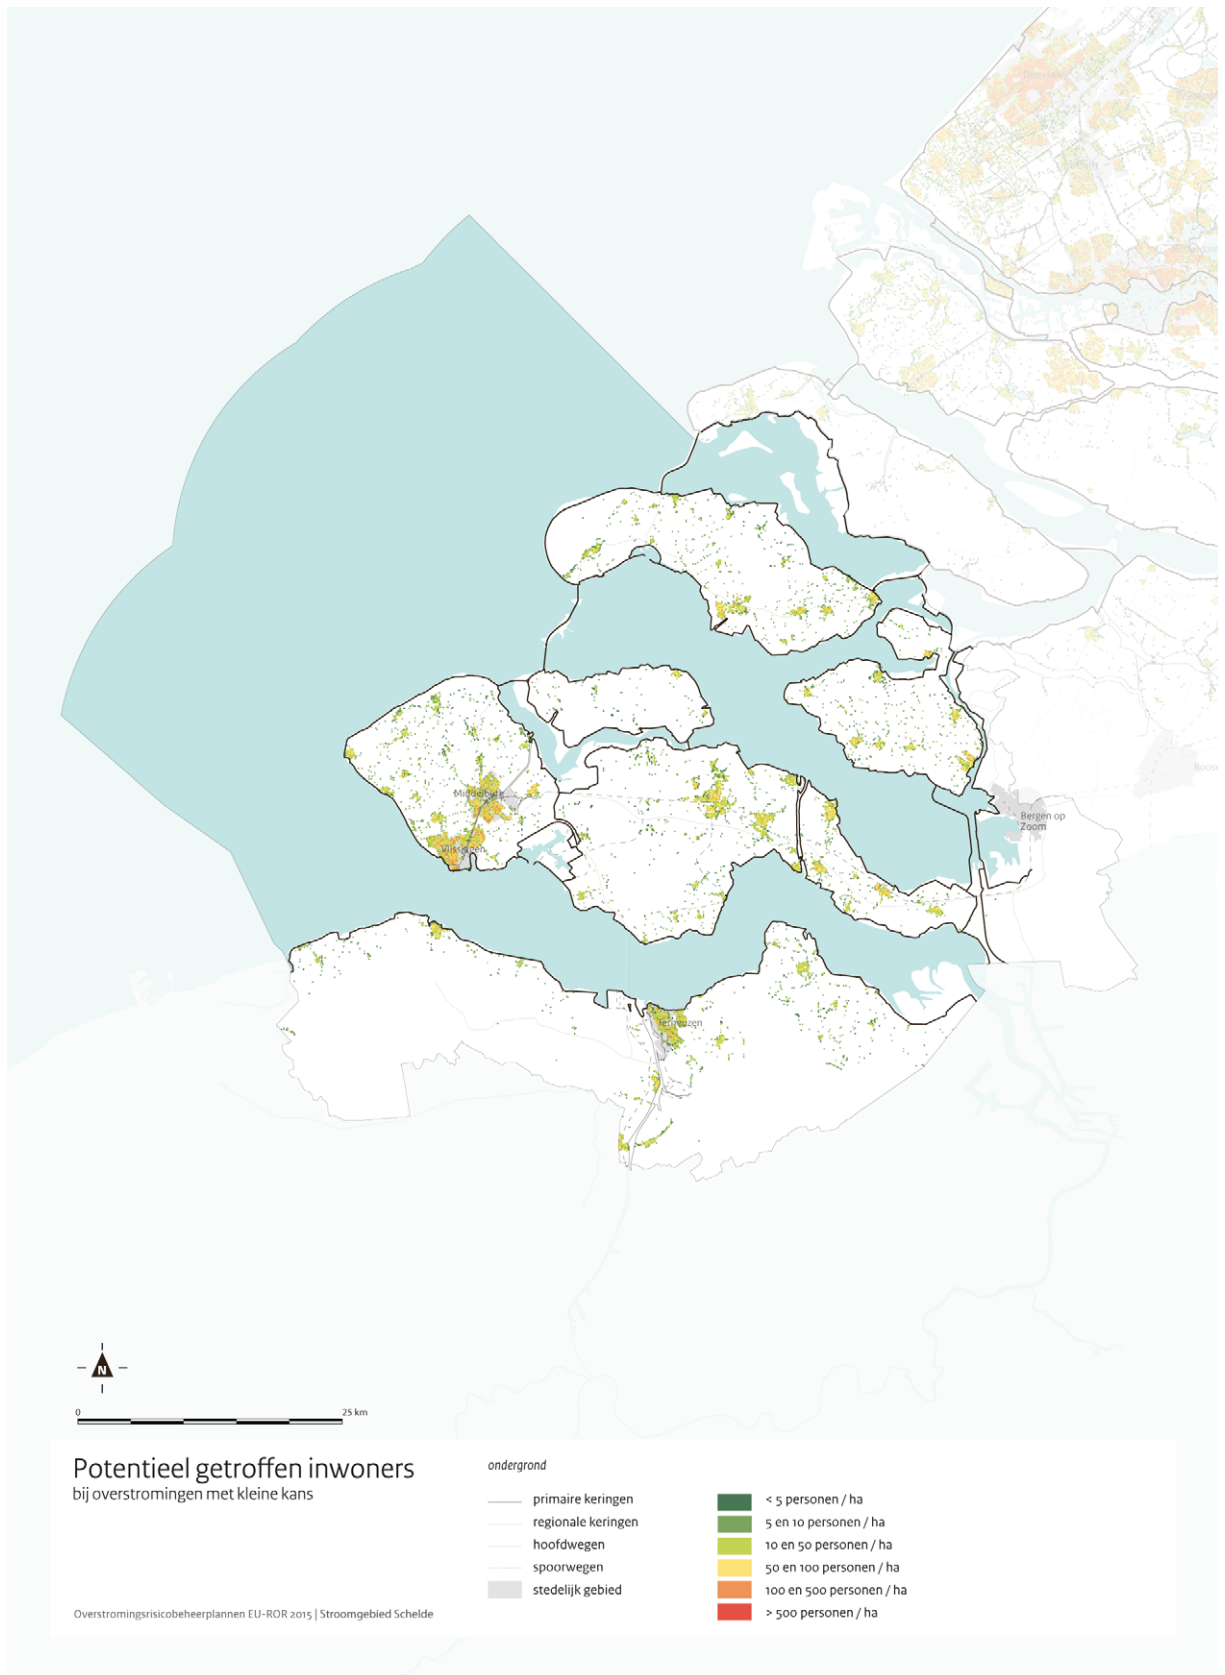 Middelburg
Vlissingen
Bergen op
Zoom
Terneuzen
N
0
25 km
Potentieel getroffen inwoners
bij overstromingen met kleine kans
Overstromingsrisicobeheerplannen EU-ROR 2015 | Stroomgebied Schelde
ondergrond
primaire keringen
regionale keringen
hoofdwegen
spoorwegen
stedelijk gebied
< 5 personen / ha
5 en 10 personen / ha
10 en 50 personen / ha
50 en 100 personen / ha
100 en 500 personen / ha
> 500 personen / ha